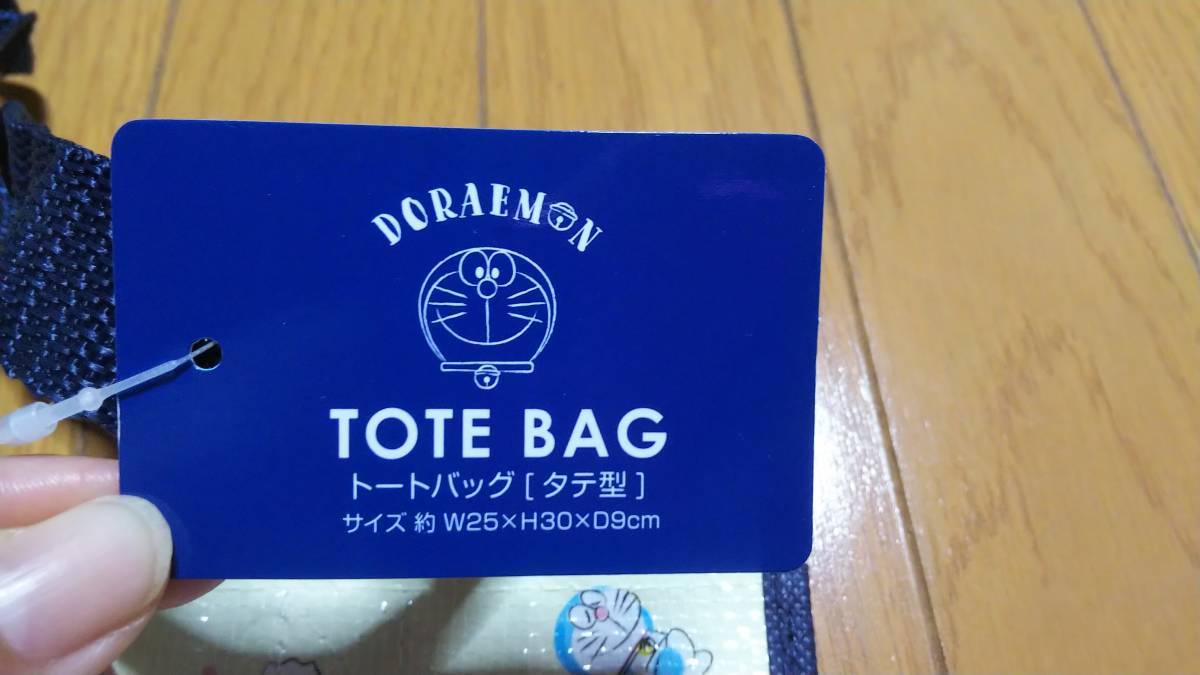 DORAEMON
TOTE BAG
トートバッグ [ タテ型 ]
サイズ 約 W25×H30×D9cm